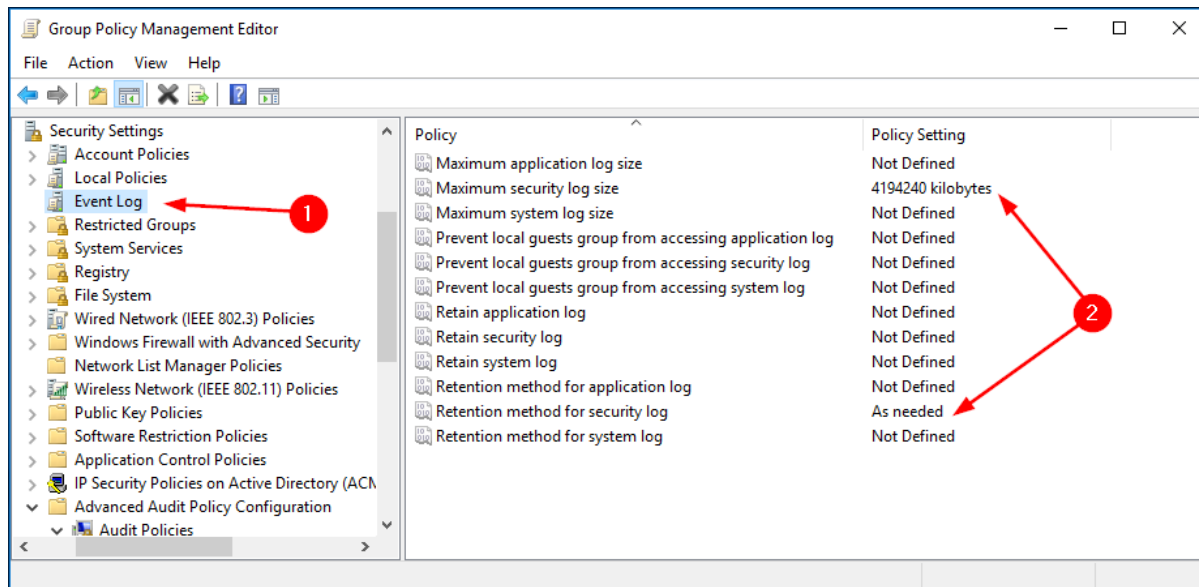 Group Policy Management Editor
File Action View Help
Security Settings
Account Policies
Local Policies
Event Log
1
Restricted Groups
System Services
Registry
File System
Wired Network (IEEE 802.3) Policies
Windows Firewall with Advanced Security
Network List Manager Policies
Wireless Network (IEEE 802.11) Policies
Public Key Policies
Software Restriction Policies
Application Control Policies
IP Security Policies on Active Directory (ACM
Advanced Audit Policy Configuration
Audit Policies
Policy Policy Setting
Maximum application log size Not Defined
Maximum security log size 4194240 kilobytes
Maximum system log size Not Defined
Prevent local guests group from accessing application log Not Defined
Prevent local guests group from accessing security log Not Defined
Prevent local guests group from accessing system log Not Defined
Retain application log Not Defined
2
Retain security log Not Defined
Retain system log Not Defined
Retention method for application log Not Defined
Retention method for security log As needed
Retention method for system log Not Defined